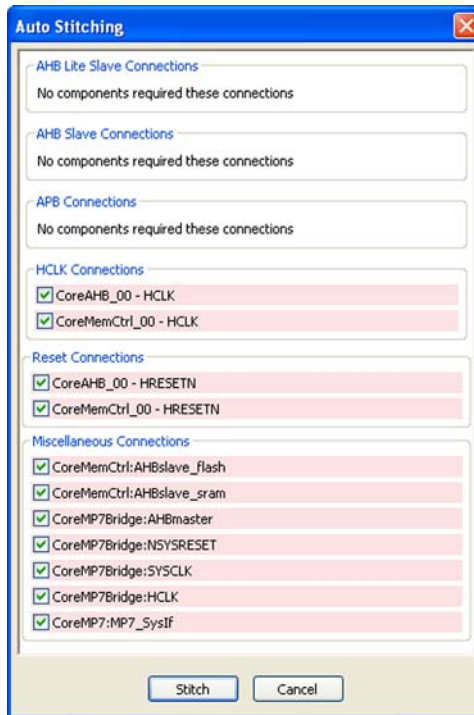 Auto Stitching
AHB Lite Slave Connections
No components required these connections
AHB Slave Connections
No components required these connections
APB Connections
No components required these connections
HCLK Connections
CoreAHB_00 - HCLK
CoreMemCtrl_00 - HCLK
Reset Connections
CoreAHB_00 - HRESETN
CoreMemCtrl_00 - HRESETN
Miscellaneous Connections
CoreMemCtrl:AHBslave_flash
CoreMemCtrl:AHBslave_sram
CoreMP7Bridge:AHBmaster
CoreMP7Bridge:NSYSRESET
CoreMP7Bridge:SYSCLK
CoreMP7Bridge:HCLK
CoreMP7:MP7_SysIf
Stitch Cancel